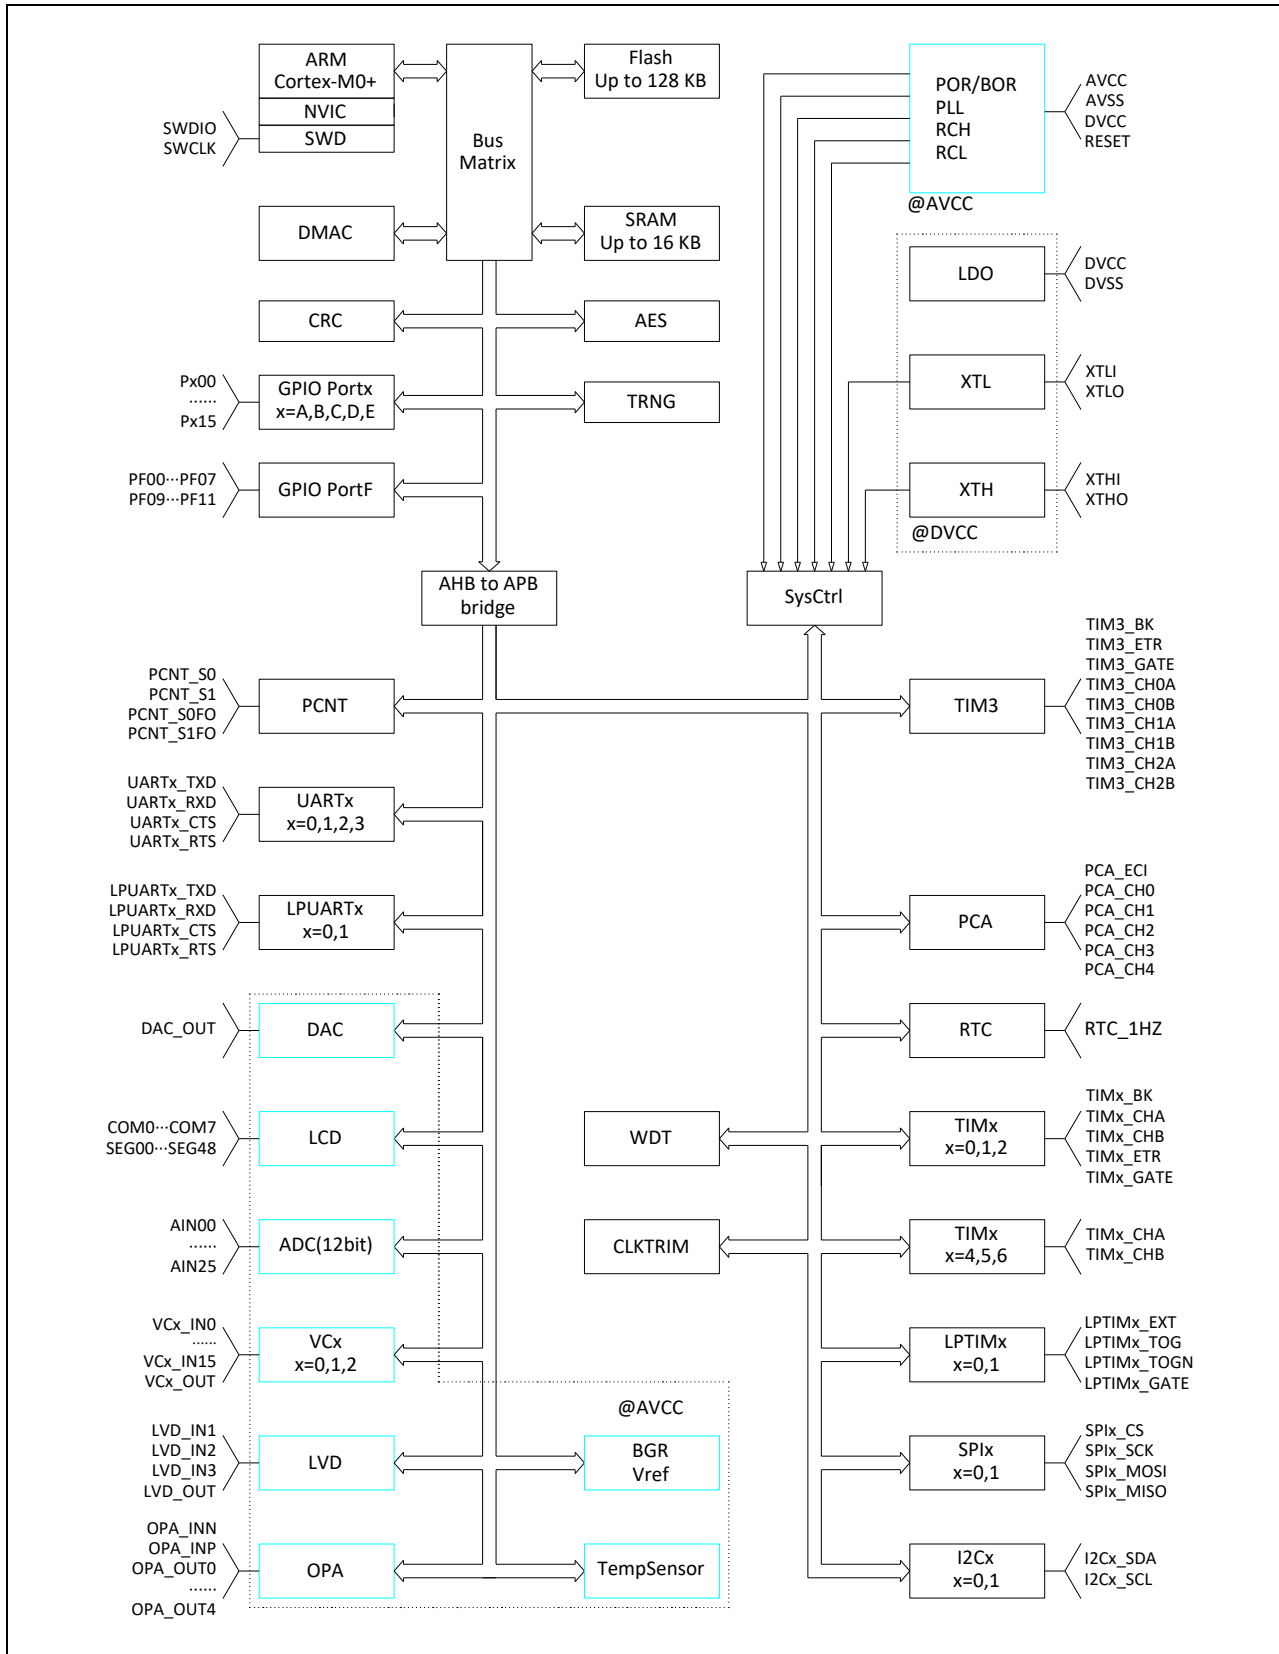 ARM
Cortex-M0+
NVIC
SWD
SWDIO
SWCLK
Bus
Matrix
Flash
Up to 128 KB
DMAC
SRAM
Up to 16 KB
CRC
AES
Px00
······
Px15
GPIO Portx
x=A,B,C,D,E
TRNG
PF00···PF07
PF09···PF11
GPIO PortF
AHB to APB
bridge
POR/BOR
PLL
RCH
RCL
@AVCC
AVCC
AVSS
DVCC
RESET
LDO
DVCC
DVSS
XTL
XTLI
XTLO
XTH
XTHI
XTHO
@DVCC
SysCtrl
PCNT_S0
PCNT_S1
PCNT_S0FO
PCNT_S1FO
PCNT
UARTx_TXD
UARTx_RXD
UARTx_CTS
UARTx_RTS
UARTx
x=0,1,2,3
LPUARTx_TXD
LPUARTx_RXD
LPUARTx_CTS
LPUARTx_RTS
LPUARTx
x=0,1
DAC_OUT
DAC
COM0···COM7
SEG00···SEG48
LCD
AIN00
······
AIN25
ADC(12bit)
VCx_IN0
······
VCx_IN15
VCx_OUT
VCx
x=0,1,2
LVD_IN1
LVD_IN2
LVD_IN3
LVD_OUT
LVD
OPA_INN
OPA_INP
OPA_OUT0
······
OPA_OUT4
OPA
@AVCC
BGR
Vref
TempSensor
WDT
CLKTRIM
TIM3
TIM3_BK
TIM3_ETR
TIM3_GATE
TIM3_CH0A
TIM3_CH0B
TIM3_CH1A
TIM3_CH1B
TIM3_CH2A
TIM3_CH2B
PCA
PCA_ECI
PCA_CH0
PCA_CH1
PCA_CH2
PCA_CH3
PCA_CH4
RTC
RTC_1HZ
TIMx
x=0,1,2
TIMx_BK
TIMx_CHA
TIMx_CHB
TIMx_ETR
TIMx_GATE
TIMx
x=4,5,6
TIMx_CHA
TIMx_CHB
LPTIMx
x=0,1
LPTIMx_EXT
LPTIMx_TOG
LPTIMx_TOGN
LPTIMx_GATE
SPIx
x=0,1
SPIx_CS
SPIx_SCK
SPIx_MOSI
SPIx_MISO
I2Cx
x=0,1
I2Cx_SDA
I2Cx_SCL